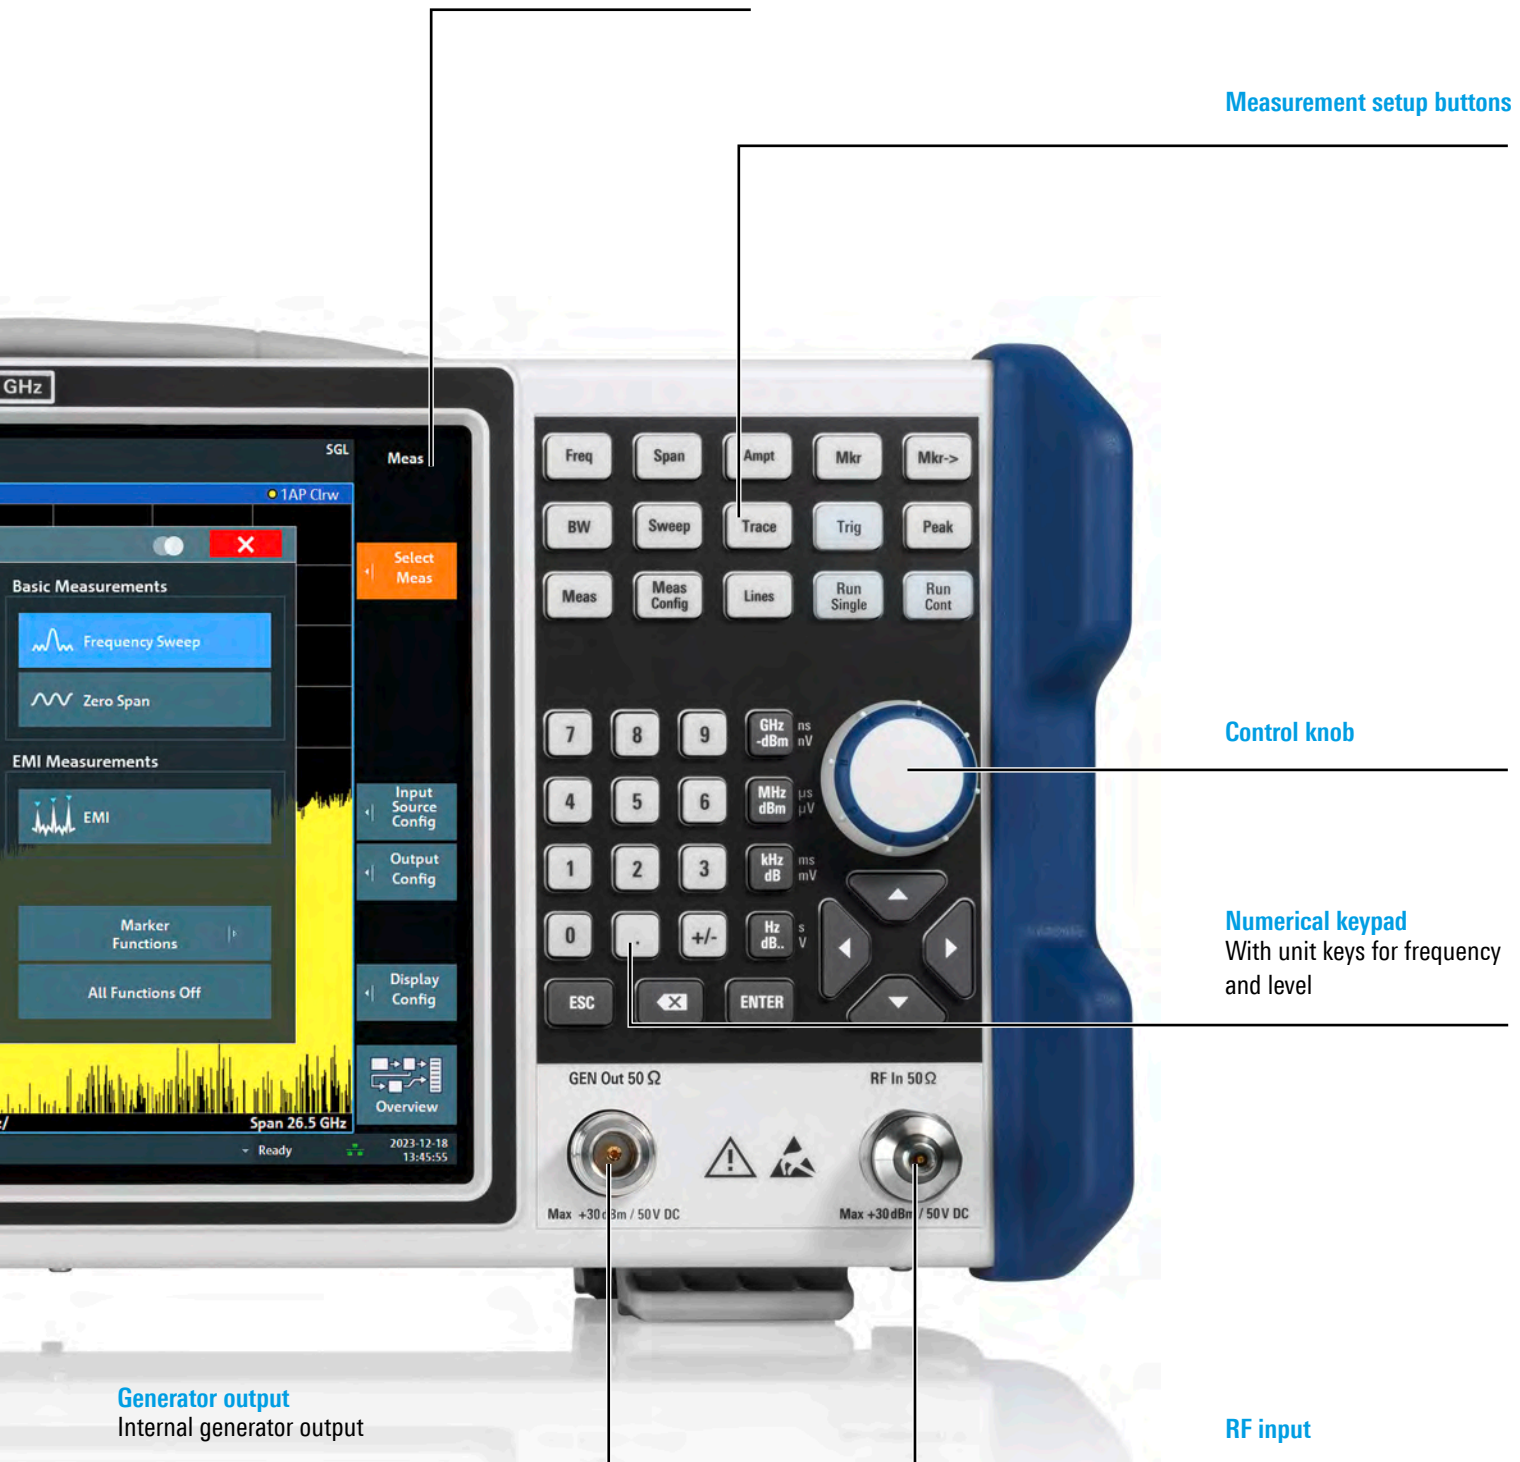 Measurement setup buttons
GHz
SGL
Meas
1AP Clrw
Basic Measurements
Frequency Sweep
Zero Span
EMI Measurements
EMI
Marker
Functions
All Functions Off
Select
Meas
Input
Source
Config
Output
Config
Display
Config
Overview
Span 26.5 GHz
Ready
2023-12-18
13:45:55
Freq Span Ampt Mkr Mkr->
BW Sweep Trace Trig Peak
Meas Meas Config Lines Run Single Run Cont
7 8 9 GHz -dBm ns nV
4 5 6 MHz dBm µs µV
1 2 3 kHz dB ms mV
0 . +/- Hz dB.. s V
ESC ENTER
Control knob
Numerical keypad
With unit keys for frequency
and level
GEN Out 50 Ω
RF In 50 Ω
Max +30 dBm / 50 V DC
Max +30 dBm / 50 V DC
Generator output
Internal generator output
RF input